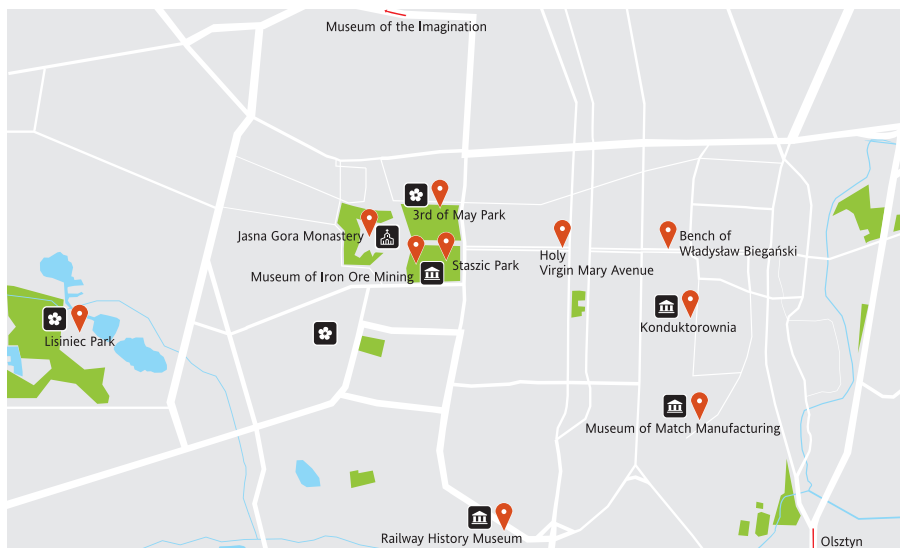 Museum of the Imagination
3rd of May Park
Jasna Gora Monastery
Bench of
Władysław Biegański
Holy
Virgin Mary Avenue
Staszic Park
Museum of Iron Ore Mining
Konduktorownia
Lisiniec Park
Museum of Match Manufacturing
Railway History Museum
Olsztyn